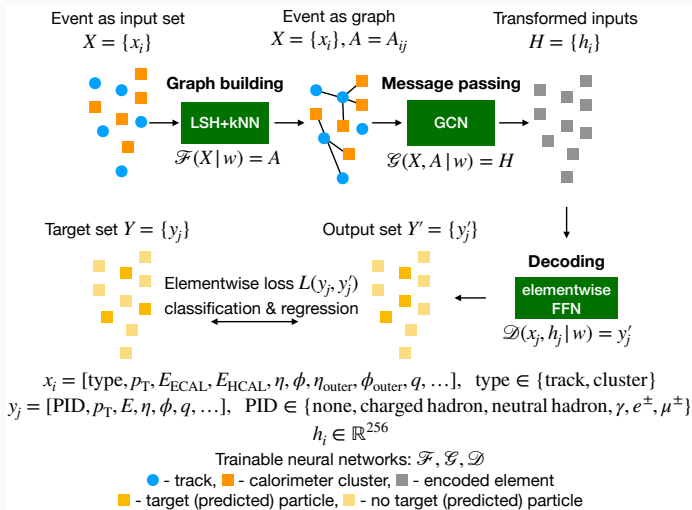 Event as input set
X = {x_i}
Event as graph
X = {x_i}, A = A_{ij}
Transformed inputs
H = {h_i}
Graph building
LSH+kNN
ℱ(X|w) = A
Message passing
GCN
𝒢(X, A|w) = H
Target set Y = {y_j}
Output set Y′ = {y′_j}
Decoding
elementwise
FFN
𝒟(x_j, h_j|w) = y′_j
Elementwise loss L(y_j, y′_j)
classification & regression
x_i = [type, p_T, E_ECAL, E_HCAL, η, ϕ, η_outer, ϕ_outer, q, …], type ∈ {track, cluster}
y_j = [PID, p_T, E, η, ϕ, q, …], PID ∈ {none, charged hadron, neutral hadron, γ, e^±, μ^±}
h_i ∈ ℝ^256
Trainable neural networks: ℱ, 𝒢, 𝒟
- track, - calorimeter cluster, - encoded element
- target (predicted) particle, - no target (predicted) particle